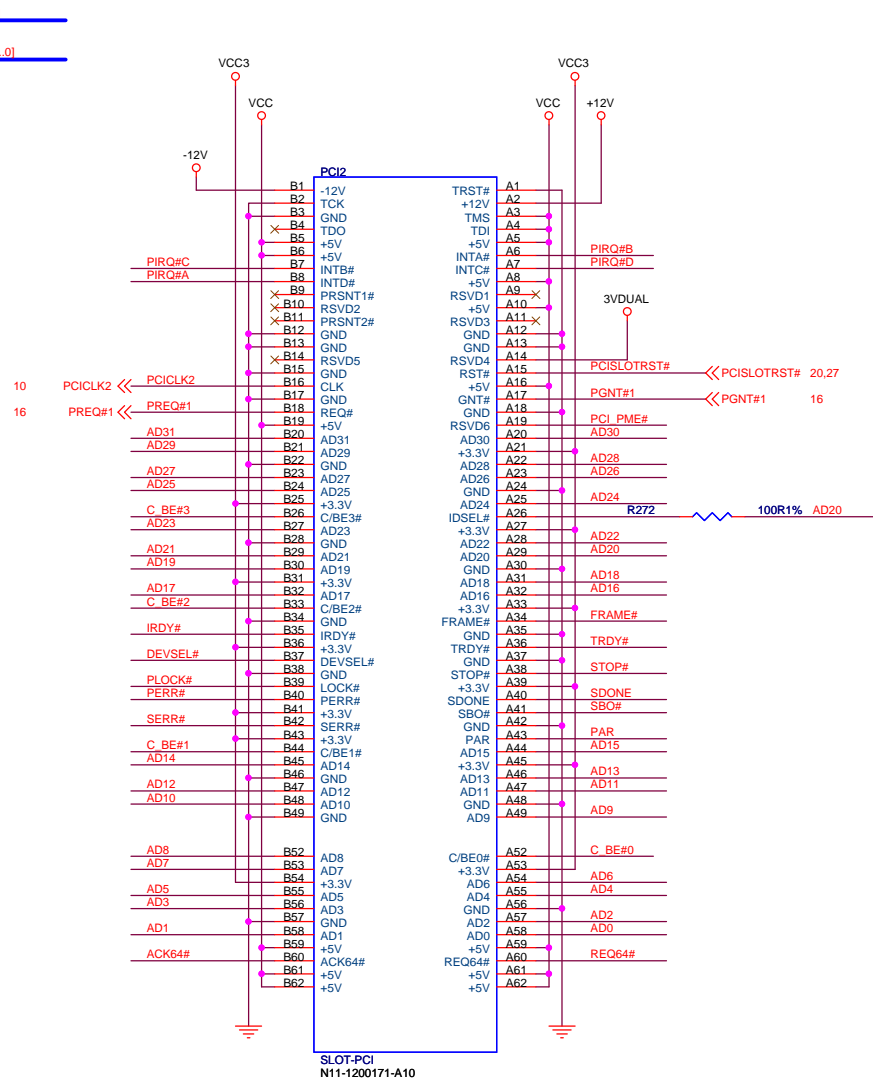 ..0]
VCC3 VCC3
VCC VCC +12V
-12V
PCI2
B1 -12V TRST# A1
B2 TCK +12V A2
B3 GND TMS A3
B4 TDO TDI A4
B5 +5V +5V A5
B6 +5V INTA# A6 PIRQ#B
PIRQ#C B7 INTB# INTC# A7 PIRQ#D
PIRQ#A B8 INTD# +5V A8
B9 PRSNT1# RSVD1 A9
B10 RSVD2 +5V A10 3VDUAL
B11 PRSNT2# RSVD3 A11
B12 GND GND A12
B13 GND GND A13
B14 RSVD5 RSVD4 A14
B15 GND RST# A15 PCISLOTRST# PCISLOTRST# 20,27
10 PCICLK2 PCICLK2 B16 CLK +5V A16
B17 GND GNT# A17 PGNT#1 PGNT#1 16
16 PREQ#1 PREQ#1 B18 REQ# GND A18
B19 +5V RSVD6 A19 PCI_PME#
AD31 B20 AD31 AD30 A20 AD30
AD29 B21 AD29 +3.3V A21
B22 GND AD28 A22 AD28
AD27 B23 AD27 AD26 A23 AD26
AD25 B24 AD25 GND A24
B25 +3.3V AD24 A25 AD24
C_BE#3 B26 C/BE3# IDSEL# A26 R272 100R1% AD20
AD23 B27 AD23 +3.3V A27
B28 GND AD22 A28 AD22
AD21 B29 AD21 AD20 A29 AD20
AD19 B30 AD19 GND A30
B31 +3.3V AD18 A31 AD18
AD17 B32 AD17 AD16 A32 AD16
C_BE#2 B33 C/BE2# +3.3V A33
B34 GND FRAME# A34 FRAME#
IRDY# B35 IRDY# GND A35
B36 +3.3V TRDY# A36 TRDY#
DEVSEL# B37 DEVSEL# GND A37
B38 GND STOP# A38 STOP#
PLOCK# B39 LOCK# +3.3V A39
PERR# B40 PERR# SDONE A40 SDONE
B41 +3.3V SBO# A41 SBO#
SERR# B42 SERR# GND A42
B43 +3.3V PAR A43 PAR
C_BE#1 B44 C/BE1# AD15 A44 AD15
AD14 B45 AD14 +3.3V A45
B46 GND AD13 A46 AD13
AD12 B47 AD12 AD11 A47 AD11
AD10 B48 AD10 GND A48
B49 GND AD9 A49 AD9
AD8 B52 AD8 C/BE0# A52 C_BE#0
AD7 B53 AD7 +3.3V A53
B54 +3.3V AD6 A54 AD6
AD5 B55 AD5 AD4 A55 AD4
AD3 B56 AD3 GND A56
B57 GND AD2 A57 AD2
AD1 B58 AD1 AD0 A58 AD0
B59 +5V +5V A59
ACK64# B60 ACK64# REQ64# A60 REQ64#
B61 +5V +5V A61
B62 +5V +5V A62
SLOT-PCI
N11-1200171-A10